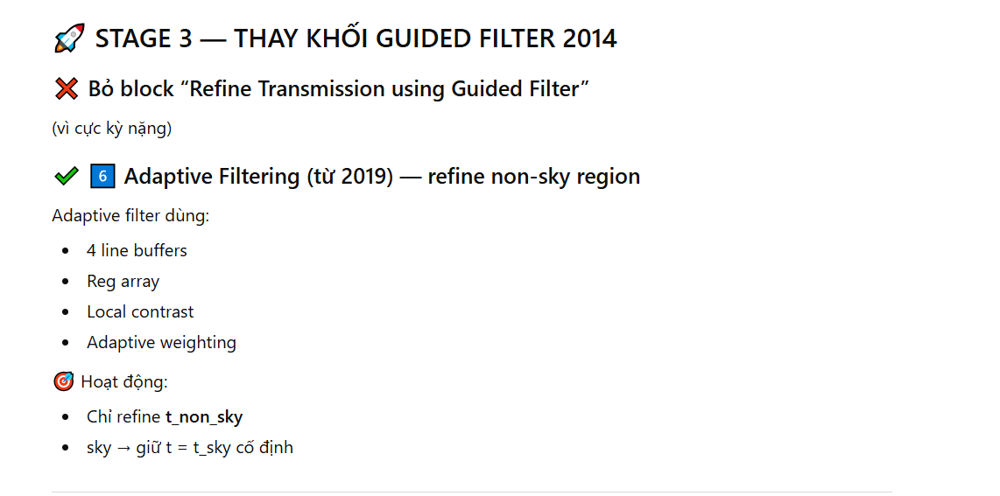 🚀 STAGE 3 — THAY KHỐI GUIDED FILTER 2014
❌ Bỏ block “Refine Transmission using Guided Filter”
(vì cực kỳ nặng)
✔ 6️⃣ Adaptive Filtering (từ 2019) — refine non-sky region
Adaptive filter dùng:
• 4 line buffers
• Reg array
• Local contrast
• Adaptive weighting
🎯 Hoạt động:
• Chỉ refine t_non_sky
• sky → giữ t = t_sky cố định